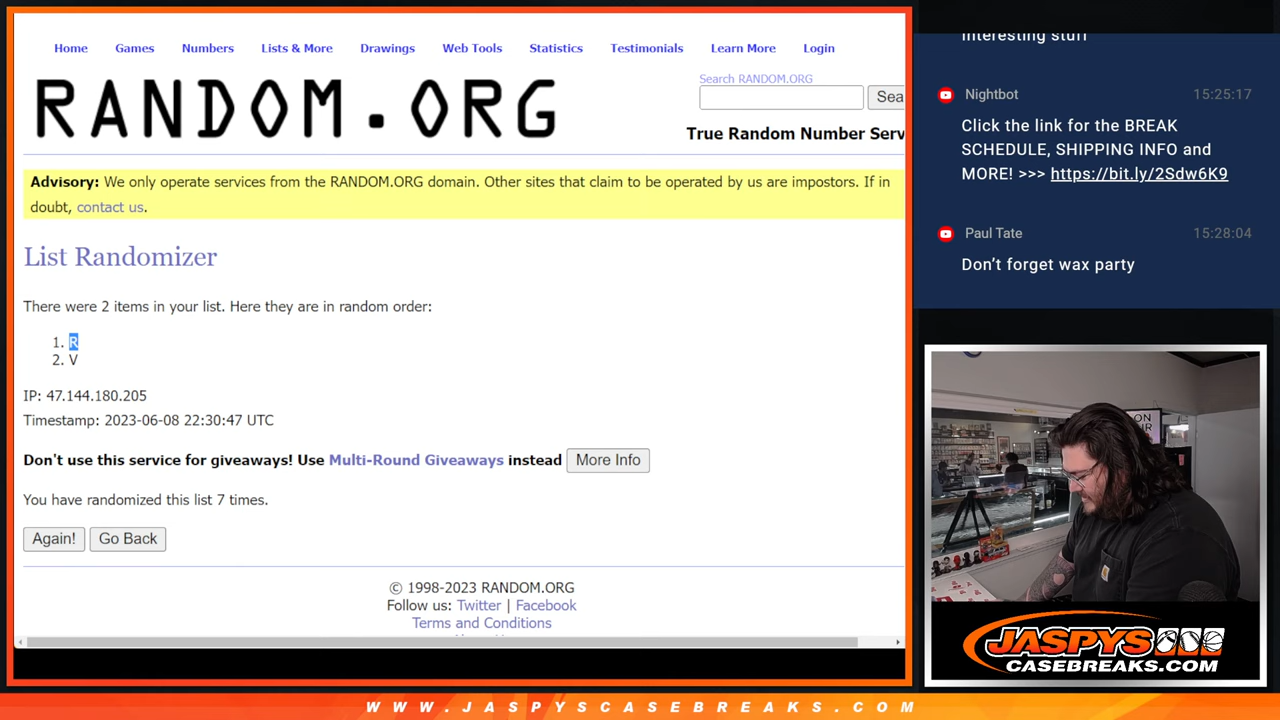 Home Games Numbers Lists & More Drawings Web Tools Statistics Testimonials Learn More Login
RANDOM.ORG
Search RANDOM.ORG
Sea
True Random Number Serv
Advisory: We only operate services from the RANDOM.ORG domain. Other sites that claim to be operated by us are impostors. If in
doubt, contact us.
List Randomizer
There were 2 items in your list. Here they are in random order:
1. R
2. V
IP: 47.144.180.205
Timestamp: 2023-06-08 22:30:47 UTC
Don't use this service for giveaways! Use Multi-Round Giveaways instead More Info
You have randomized this list 7 times.
Again! Go Back
© 1998-2023 RANDOM.ORG
Follow us: Twitter | Facebook
Terms and Conditions
interesting stuff
Nightbot 15:25:17
Click the link for the BREAK
SCHEDULE, SHIPPING INFO and
MORE! >>> https://bit.ly/2Sdw6K9
Paul Tate 15:28:04
Don’t forget wax party
ON
JASPYS
CASEBREAKS.COM
WWW.JASPYSCASEBREAKS.COM